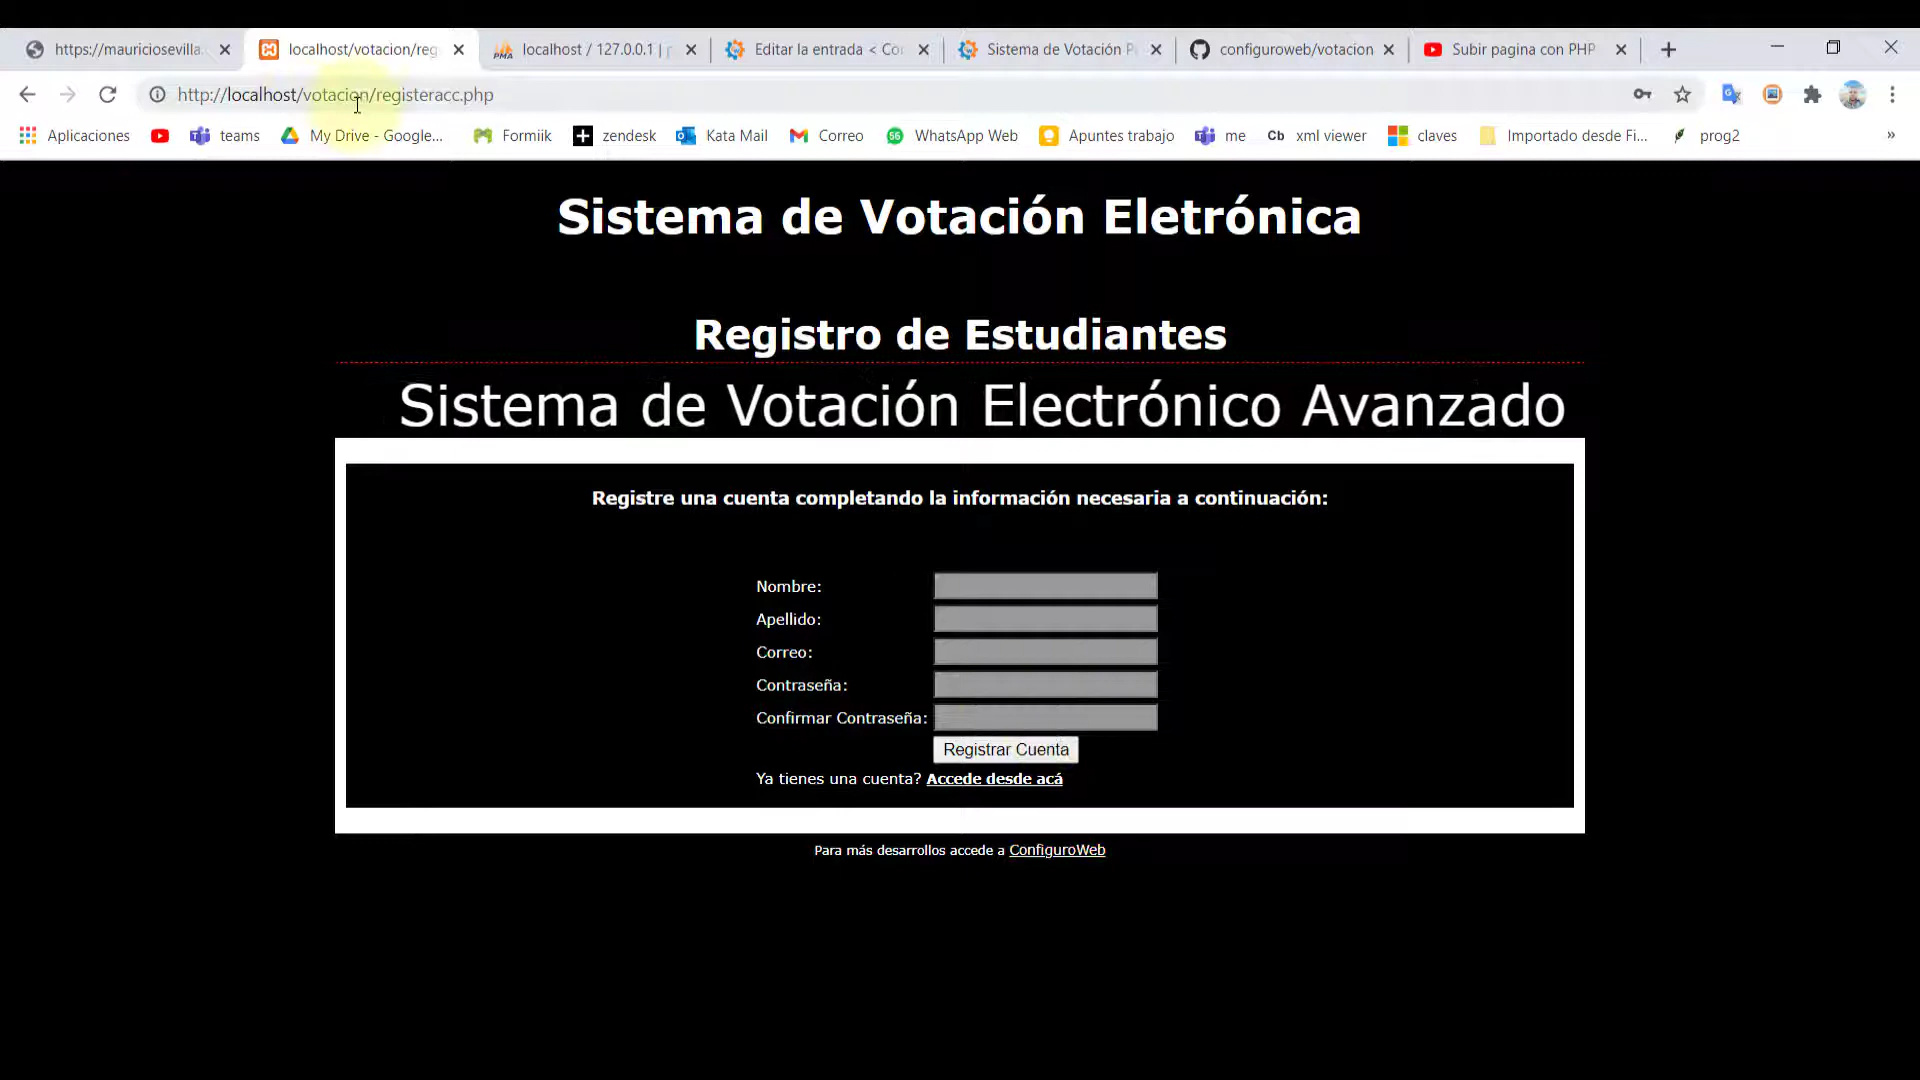 https://mauriciosevilla.
localhost/votacion/reg
localhost / 127.0.0.1 |
Editar la entrada < Co
Sistema de Votación P
configuroweb/votacion
Subir pagina con PHP
http://localhost/votacion/registeracc.php
Aplicaciones
teams
My Drive - Google...
Formiik
zendesk
Kata Mail
Correo
56
WhatsApp Web
Apuntes trabajo
me
Cb
xml viewer
claves
Importado desde Fi...
prog2
»
Sistema de Votación Eletrónica
Registro de Estudiantes
Sistema de Votación Electrónico Avanzado
Registre una cuenta completando la información necesaria a continuación:
Nombre:
Apellido:
Correo:
Contraseña:
Confirmar Contraseña:
Registrar Cuenta
Ya tienes una cuenta? Accede desde acá
Para más desarrollos accede a ConfiguroWeb